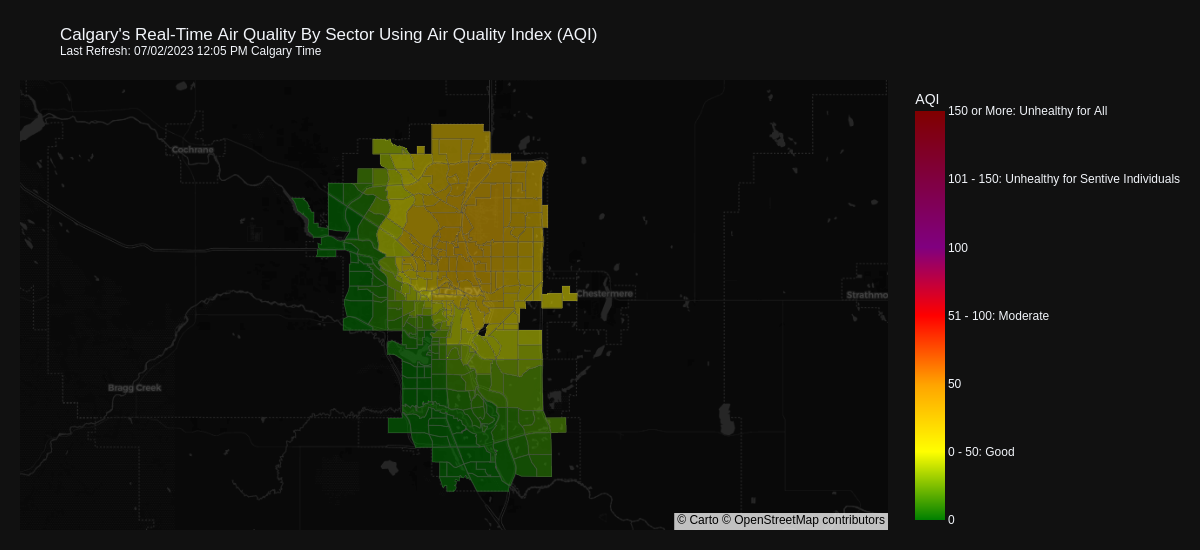 Calgary's Real-Time Air Quality By Sector Using Air Quality Index (AQI)
Last Refresh: 07/02/2023 12:05 PM Calgary Time
AQI
150 or More: Unhealthy for All
Cochrane
101 - 150: Unhealthy for Sentive Individuals
100
CALGARY
Chestermere
Strathmo
51 - 100: Moderate
Bragg Creek
50
0 - 50: Good
0
© Carto © OpenStreetMap contributors